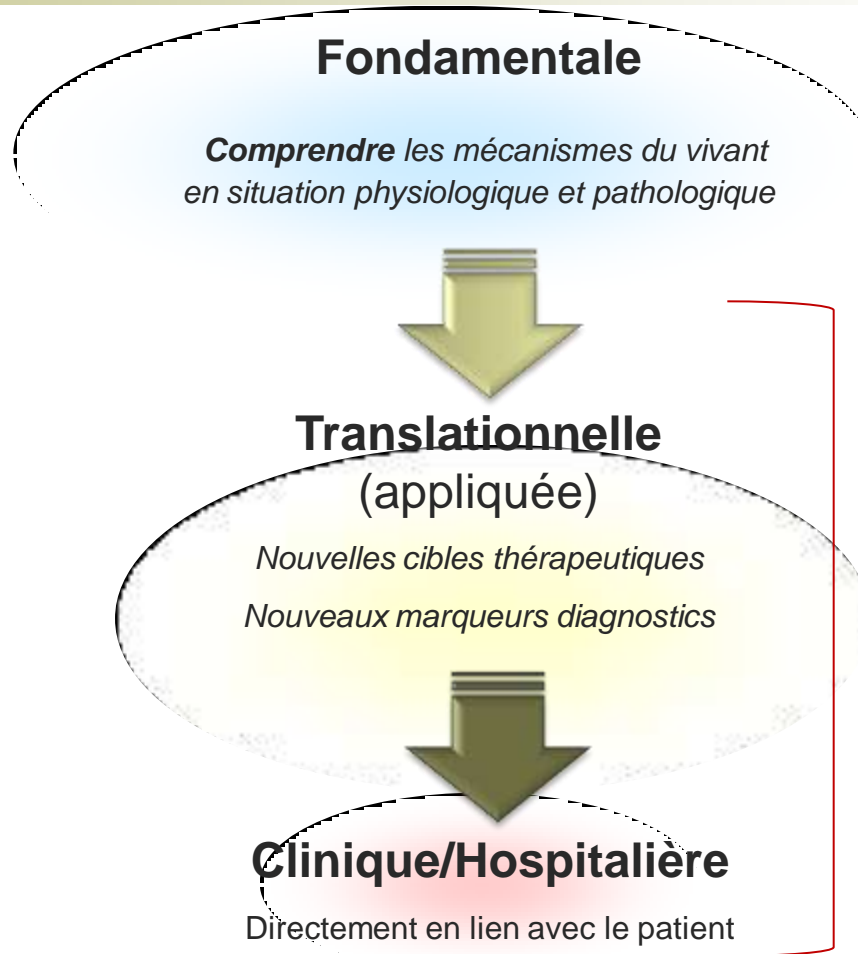 Fondamentale
Comprendre les mécanismes du vivant
en situation physiologique et pathologique
Translationnelle
(appliquée)
Nouvelles cibles thérapeutiques
Nouveaux marqueurs diagnostics
Clinique/Hospitalière
Directement en lien avec le patient